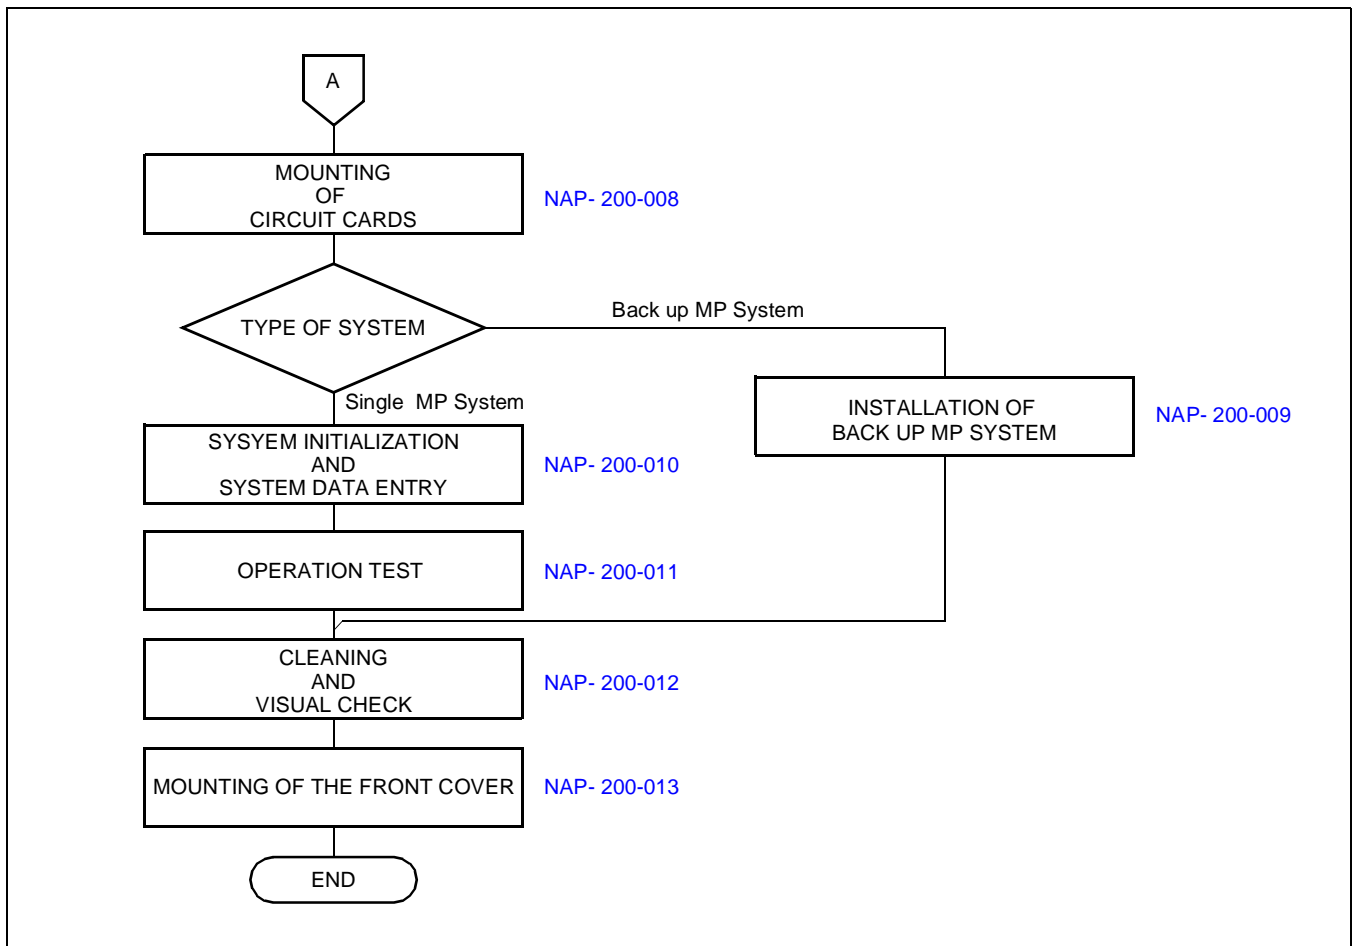 A
MOUNTING
OF
CIRCUIT CARDS
NAP- 200-008
TYPE OF SYSTEM
Back up MP System
Single MP System
INSTALLATION OF
BACK UP MP SYSTEM
NAP- 200-009
SYSYEM INITIALIZATION
AND
SYSTEM DATA ENTRY
NAP- 200-010
OPERATION TEST
NAP- 200-011
CLEANING
AND
VISUAL CHECK
NAP- 200-012
MOUNTING OF THE FRONT COVER
NAP- 200-013
END